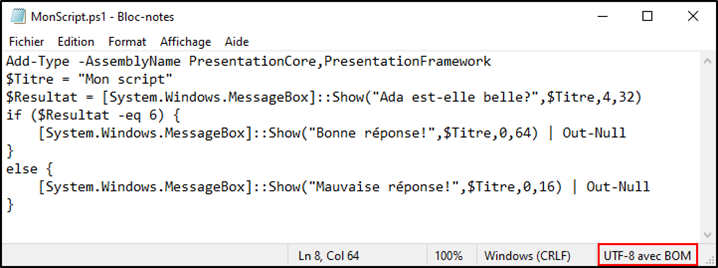 MonScript.ps1 - Bloc-notes
Fichier Edition Format Affichage Aide
Add-Type -AssemblyName PresentationCore,PresentationFramework
$Titre = "Mon script"
$Resultat = [System.Windows.MessageBox]::Show("Ada est-elle belle?",$Titre,4,32)
if ($Resultat -eq 6) {
    [System.Windows.MessageBox]::Show("Bonne réponse!",$Titre,0,64) | Out-Null
}
else {
    [System.Windows.MessageBox]::Show("Mauvaise réponse!",$Titre,0,16) | Out-Null
}
Ln 8, Col 64 100% Windows (CRLF) UTF-8 avec BOM